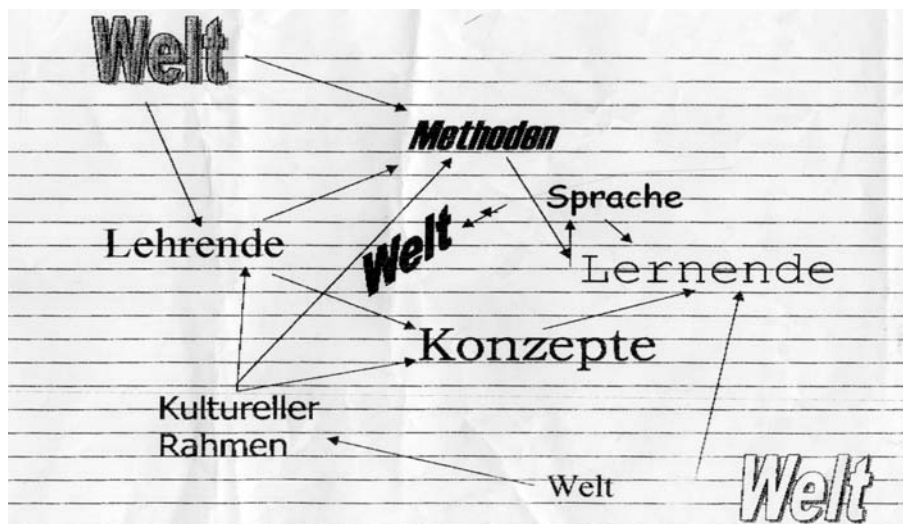 Welt
Methoden
Sprache
Welt
Lehrende
Lernende
Konzepte
Kultureller
Rahmen
Welt
Welt